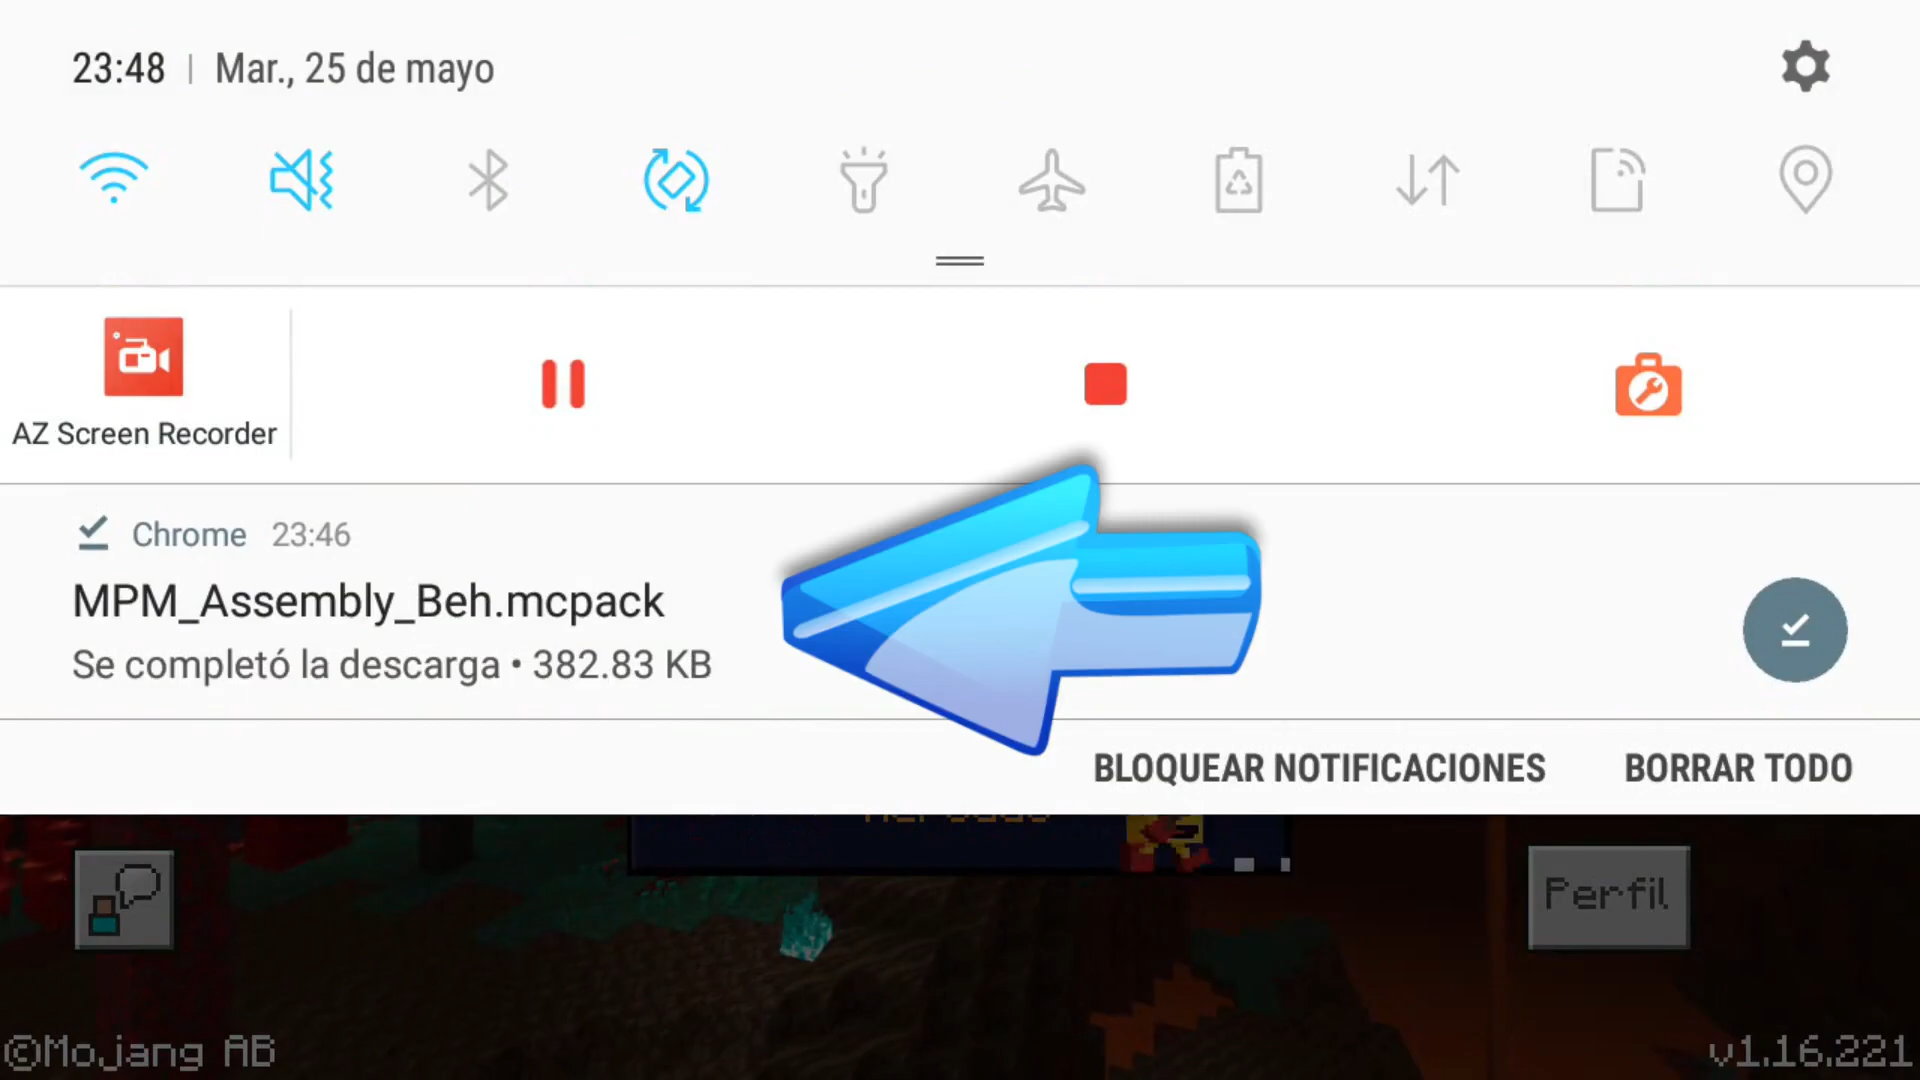 23:48 | Mar., 25 de mayo
AZ Screen Recorder
Chrome 23:46
MPM_Assembly_Beh.mcpack
Se completó la descarga • 382.83 KB
BLOQUEAR NOTIFICACIONES BORRAR TODO
Perfil
©Mojang AB v1.16.221